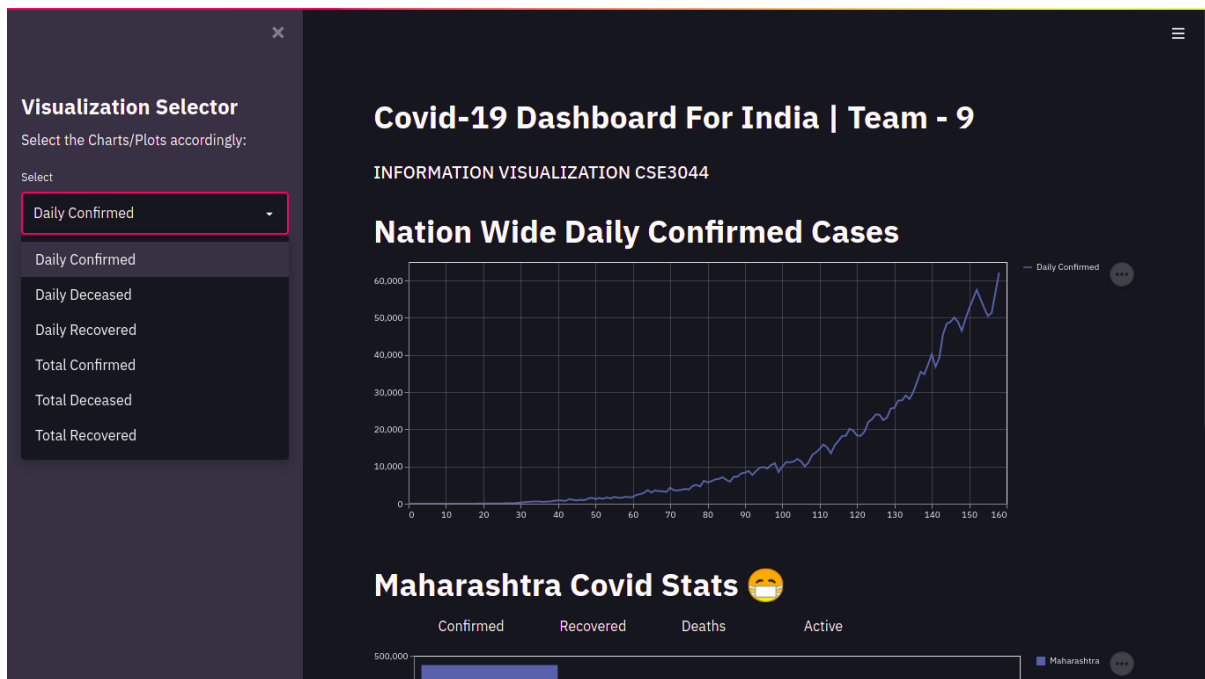 Visualization Selector
Select the Charts/Plots accordingly:
Select
Daily Confirmed
Daily Confirmed
Daily Deceased
Daily Recovered
Total Confirmed
Total Deceased
Total Recovered
Covid-19 Dashboard For India | Team - 9
INFORMATION VISUALIZATION CSE3044
Nation Wide Daily Confirmed Cases
Daily Confirmed
60,000
50,000
40,000
30,000
20,000
10,000
0
0 10 20 30 40 50 60 70 80 90 100 110 120 130 140 150 160
Maharashtra Covid Stats
Confirmed Recovered Deaths Active
500,000
Maharashtra